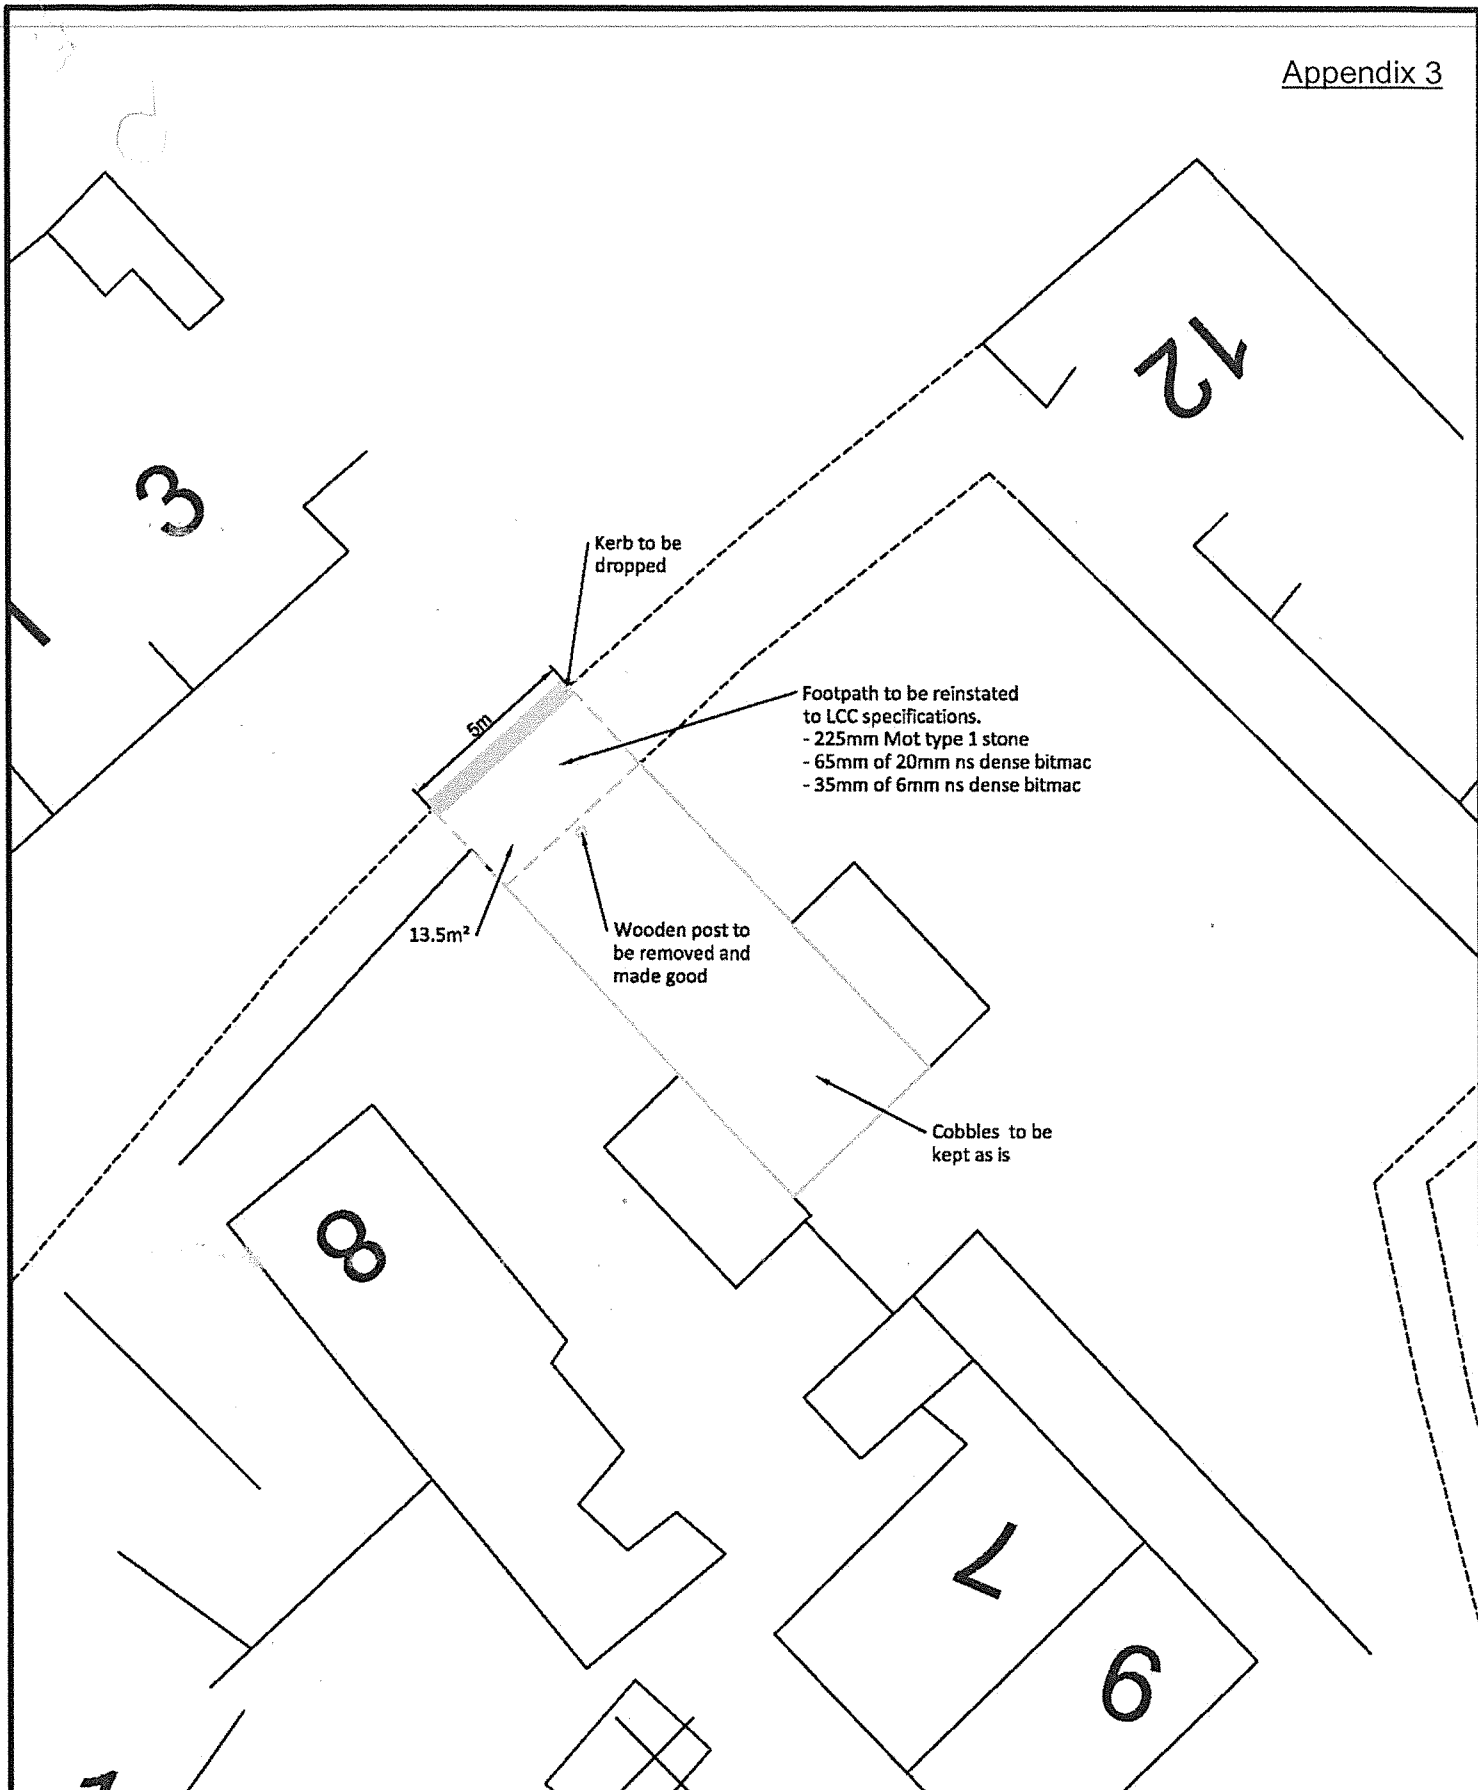 Appendix 3
12
3
Kerb to be
dropped
5m
Footpath to be reinstated
to LCC specifications.
- 225mm Mot type 1 stone
- 65mm of 20mm ns dense bitmac
- 35mm of 6mm ns dense bitmac
13.5m²
Wooden post to
be removed and
made good
Cobbles to be
kept as is
8
7
6